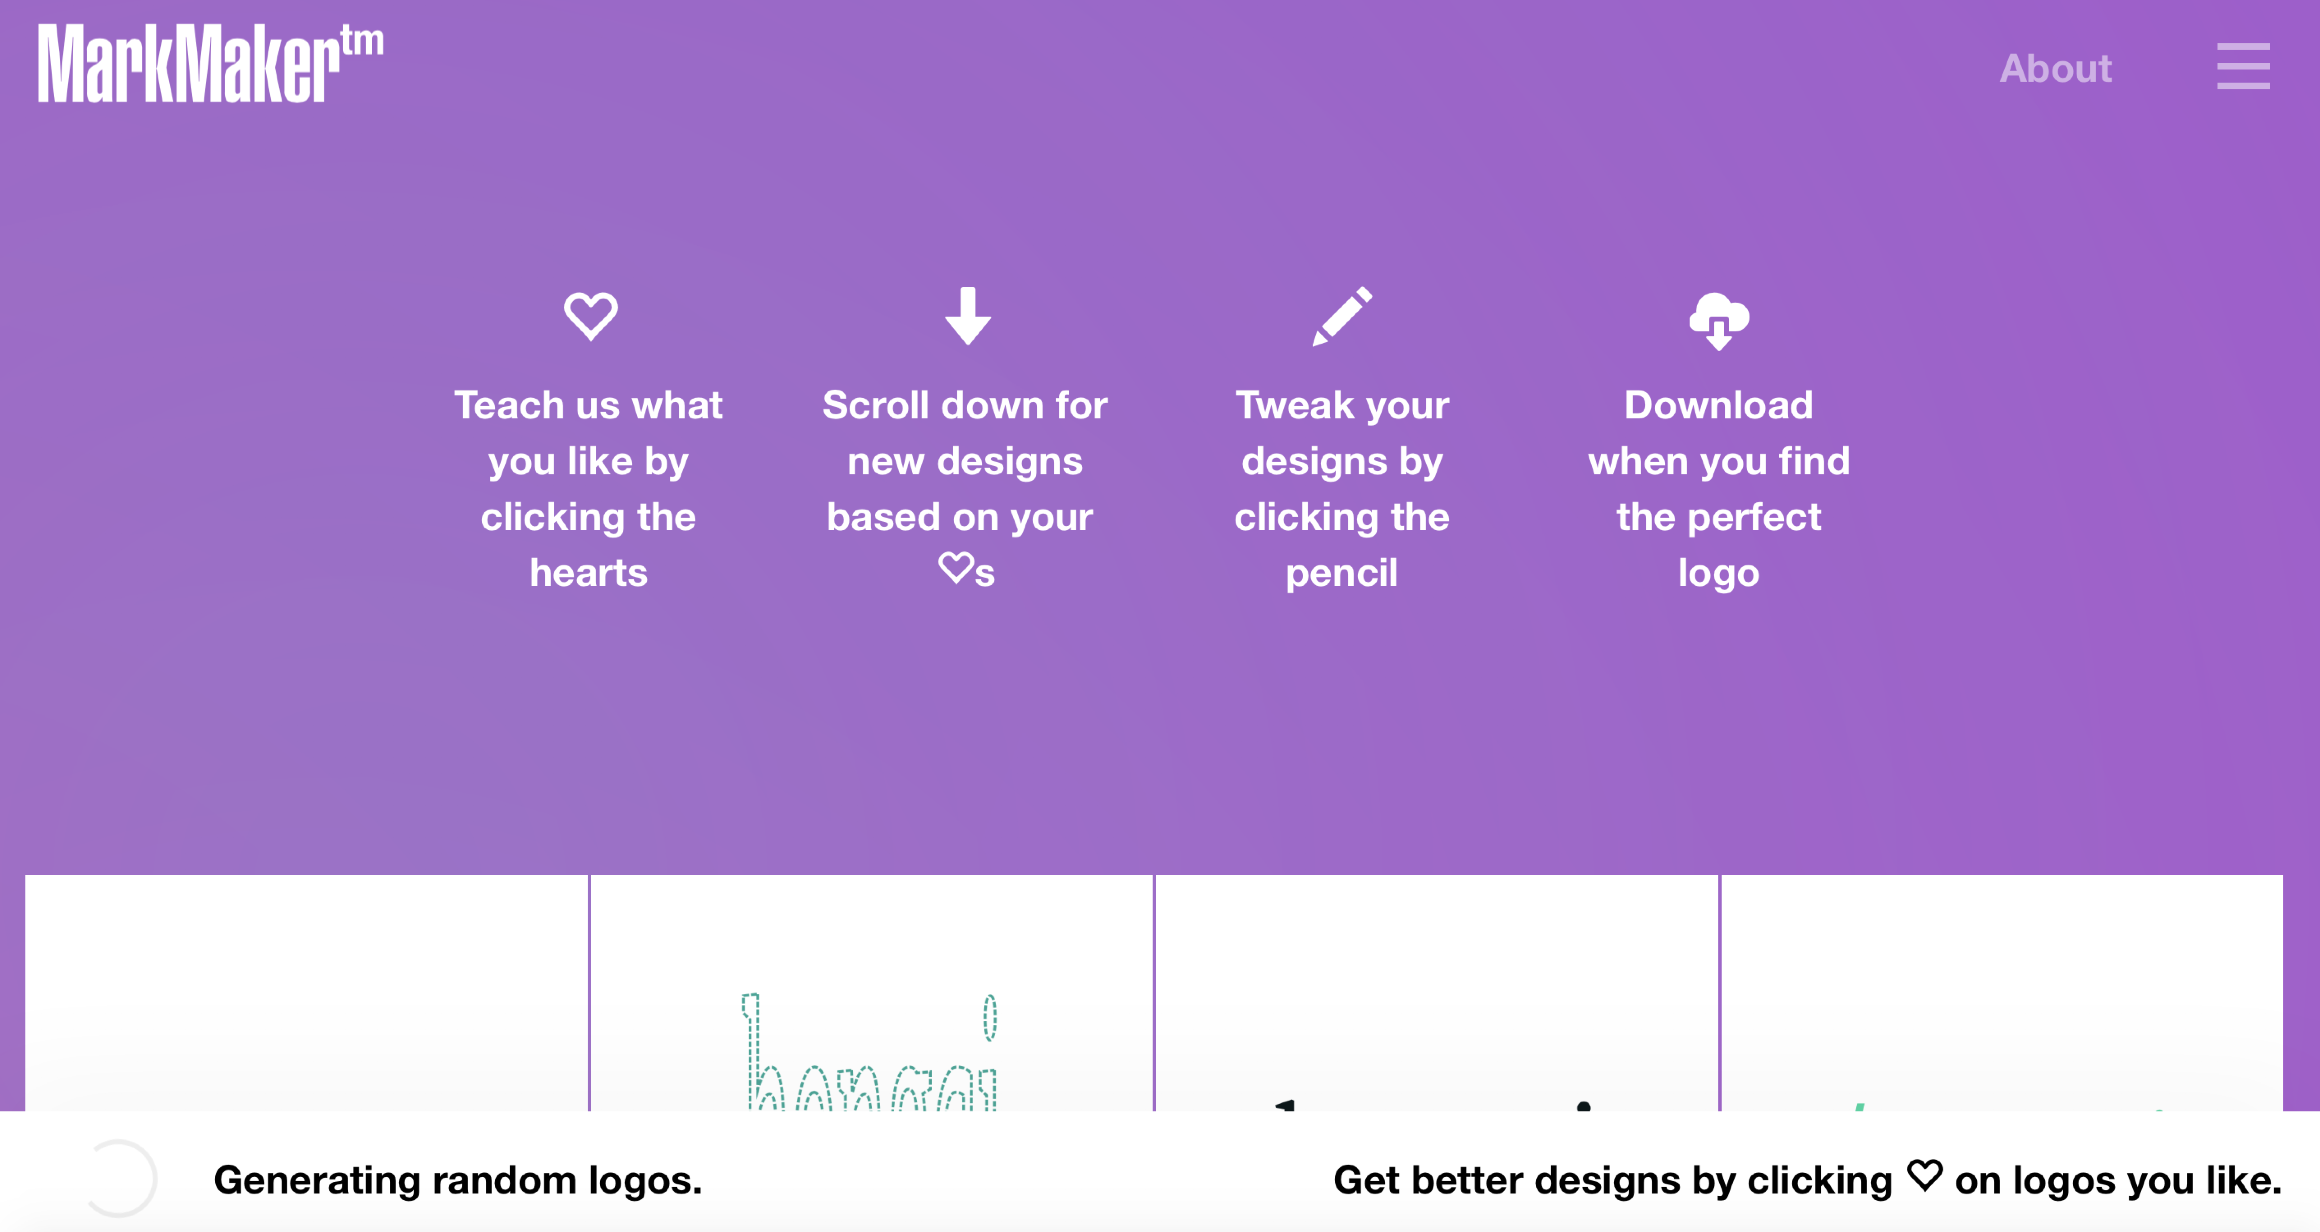 MarkMaker™
About
Teach us what
you like by
clicking the
hearts
Scroll down for
new designs
based on your
♡s
Tweak your
designs by
clicking the
pencil
Download
when you find
the perfect
logo
bonsai
Generating random logos.
Get better designs by clicking ♡ on logos you like.